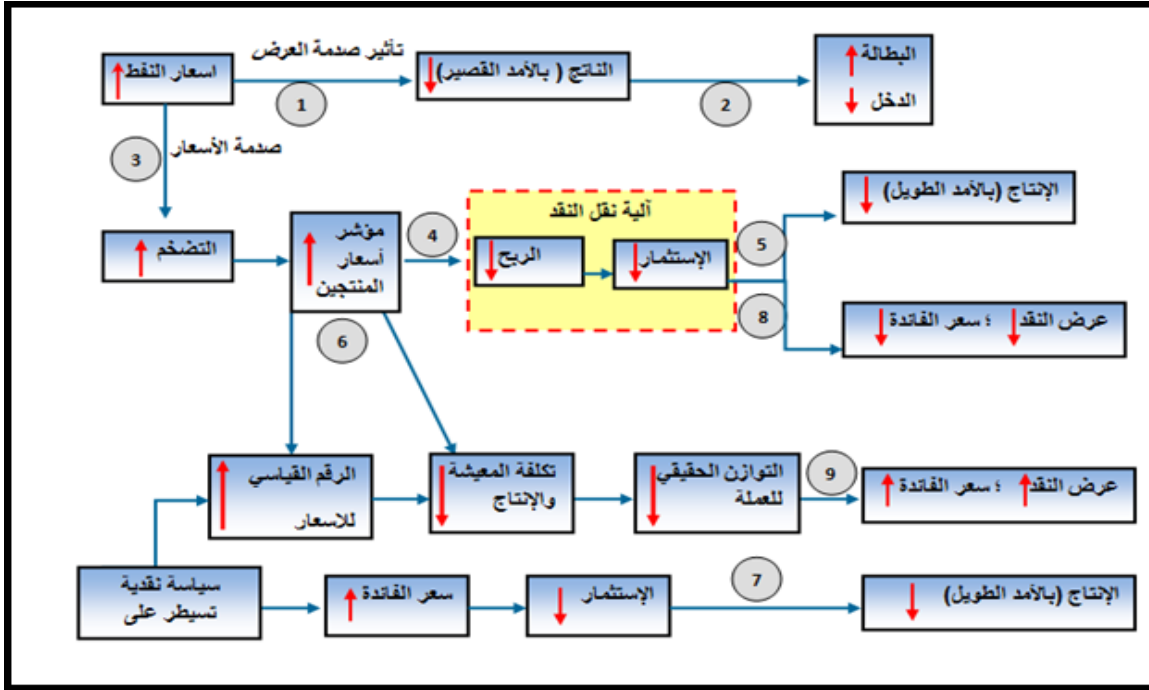 تأثير صدمة العرض
اسعار النفط
1
الناتج ( بالأمد القصير)
2
البطالة
الدخل
3
صدمة الأسعار
التضخم
مؤشر
أسعار
المنتجين
4
آلية نقل النقد
الربح
الإستثمار
5
الإنتاج (بالأمد الطويل)
6
8
عرض النقد ؛ سعر الفائدة
الرقم القياسي
للاسعار
تكلفة المعيشة
والإنتاج
التوازن الحقيقي
للعملة
9
عرض النقد ؛ سعر الفائدة
سياسة نقدية
تسيطر على
سعر الفائدة
الإستثمار
7
الإنتاج (بالأمد الطويل)